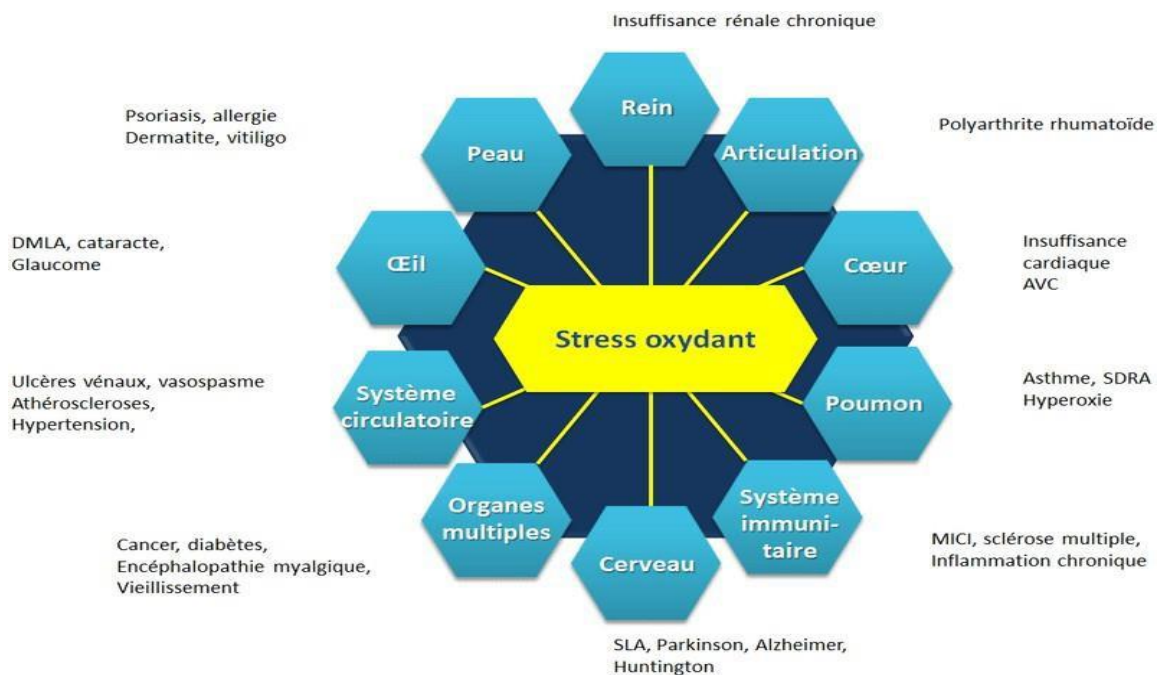 Insuffisance rénale chronique
Rein
Psoriasis, allergie
Dermatite, vitiligo
Peau
Articulation
Polyarthrite rhumatoïde
DMLA, cataracte,
Glaucome
Œil
Cœur
Insuffisance
cardiaque
AVC
Stress oxydant
Ulcères vénaux, vasospasme
Athéroscleroses,
Hypertension,
Système
circulatoire
Poumon
Asthme, SDRA
Hyperoxie
Organes
multiples
Système
immuni-
taire
Cancer, diabètes,
Encéphalopathie myalgique,
Vieillissement
Cerveau
MICI, sclérose multiple,
Inflammation chronique
SLA, Parkinson, Alzheimer,
Huntington